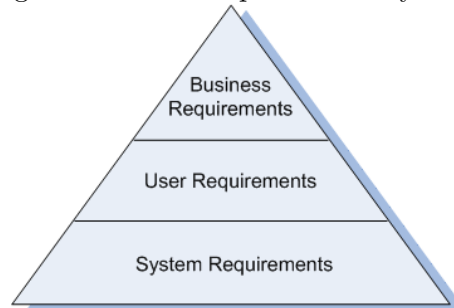 Business
Requirements
User Requirements
System Requirements